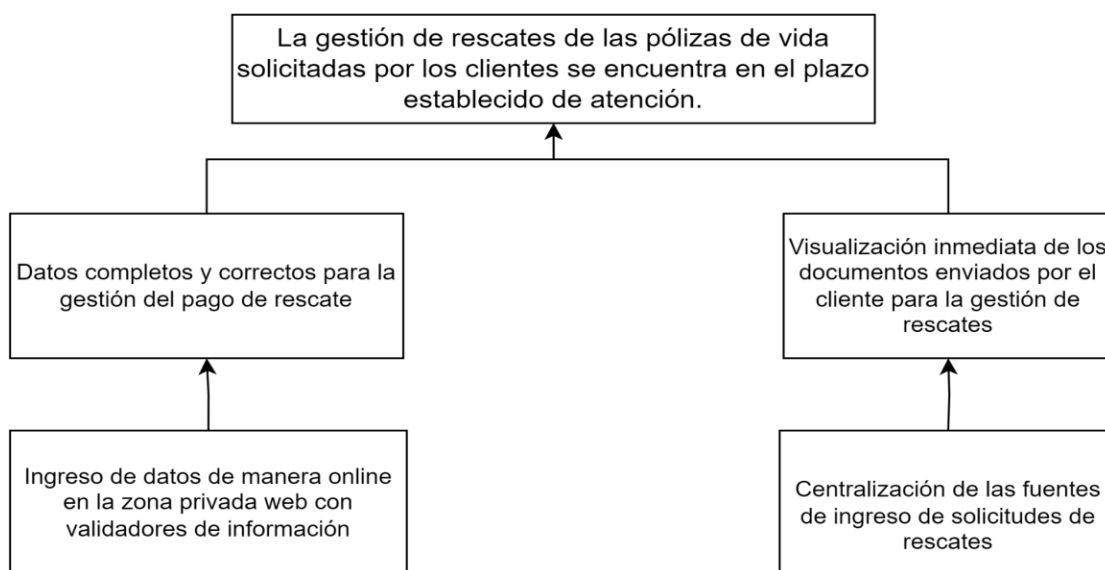 La gestión de rescates de las pólizas de vida
solicitadas por los clientes se encuentra en el plazo
establecido de atención.
Datos completos y correctos para la
gestión del pago de rescate
Visualización inmediata de los
documentos enviados por el
cliente para la gestión de
rescates
Ingreso de datos de manera online
en la zona privada web con
validadores de información
Centralización de las fuentes
de ingreso de solicitudes de
rescates